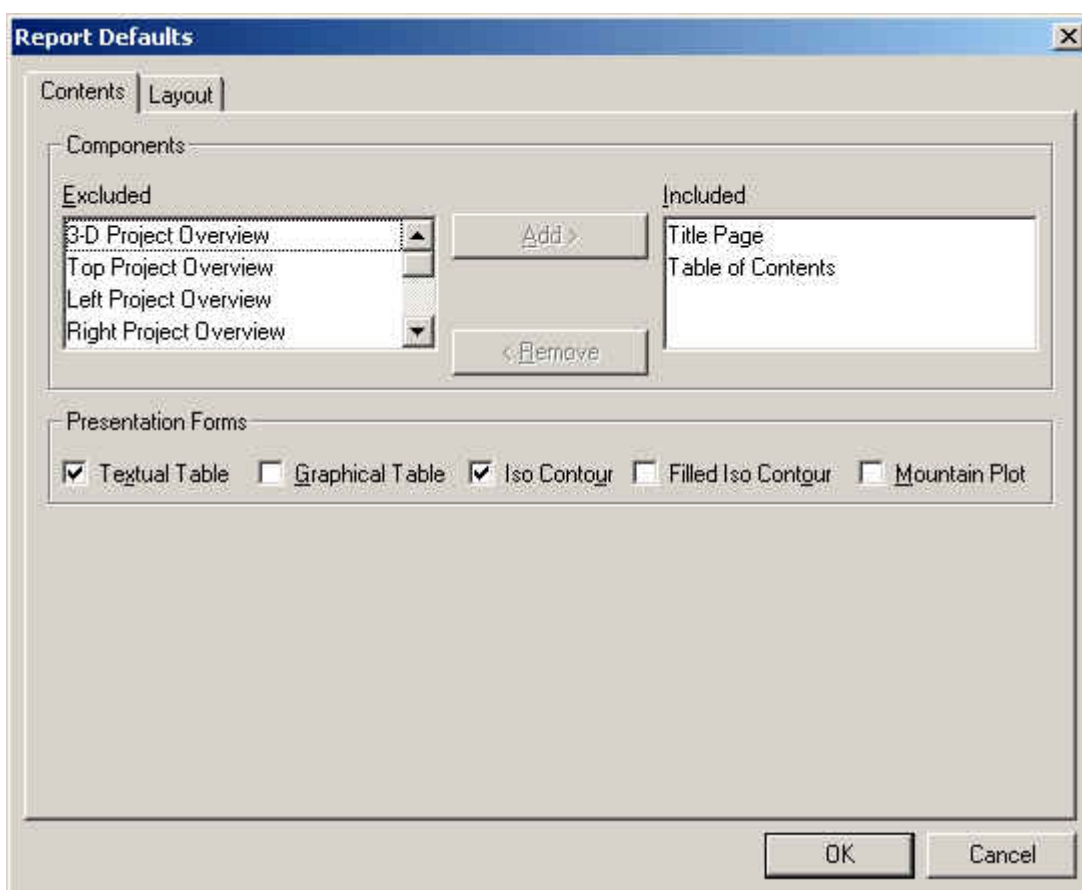 Report Defaults
Contents Layout
Components
Excluded Included
3-D Project Overview Add > Title Page
Top Project Overview Table of Contents
Left Project Overview
Right Project Overview
< Remove
Presentation Forms
Textual Table Graphical Table Iso Contour Filled Iso Contour Mountain Plot
OK Cancel